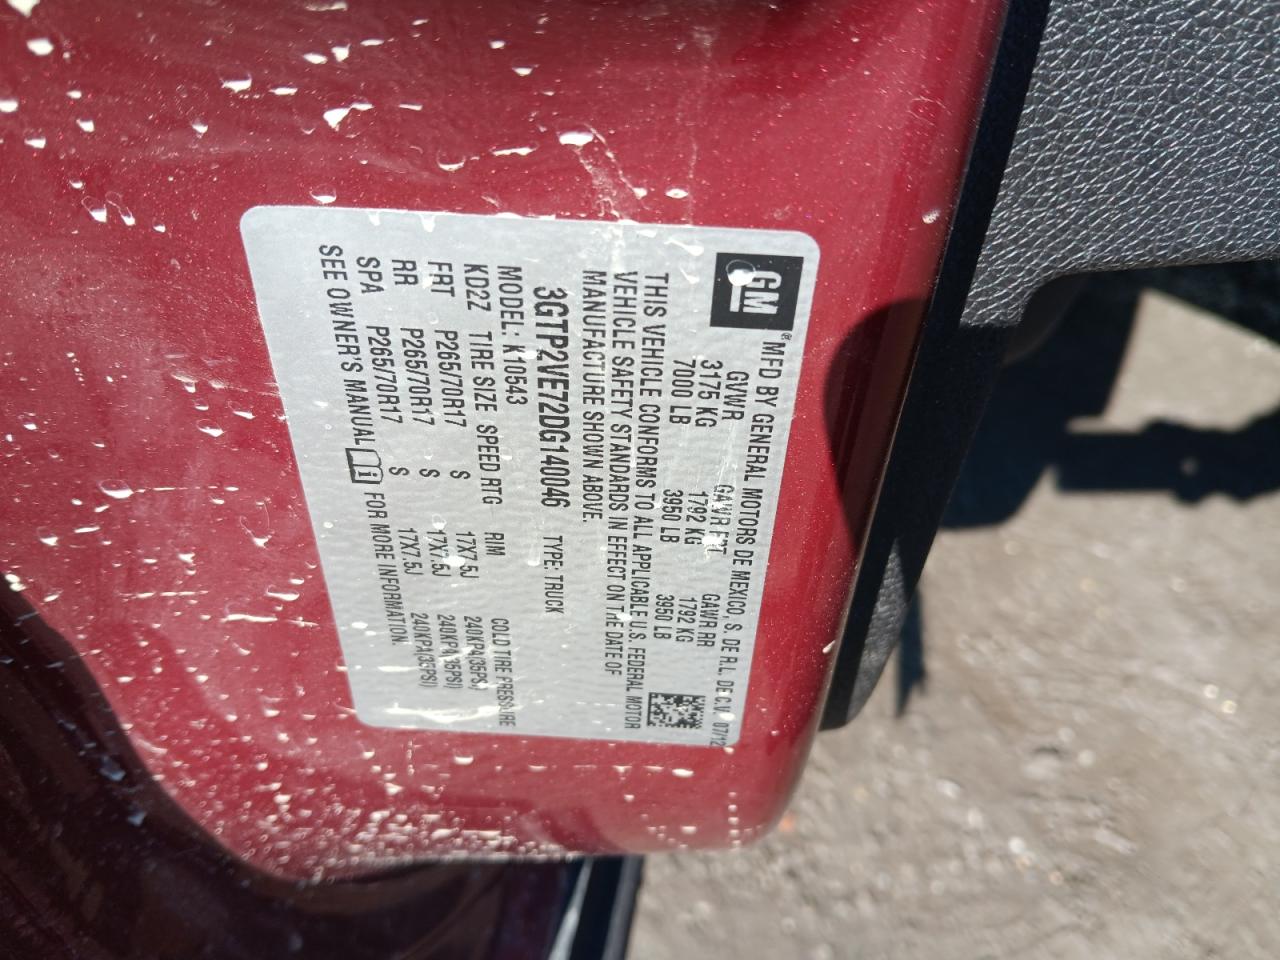 GM ® MFD BY GENERAL MOTORS DE MEXICO, S. DE R.L. DE C.V. 07/12
GVWR GAWR FRT GAWR RR
3175 KG 1792 KG 1792 KG
7000 LB 3950 LB 3950 LB
THIS VEHICLE CONFORMS TO ALL APPLICABLE U.S. FEDERAL MOTOR
VEHICLE SAFETY STANDARDS IN EFFECT ON THE DATE OF
MANUFACTURE SHOWN ABOVE.
3GTP2VE72DG140046 TYPE: TRUCK
MODEL: K10543
KD2Z TIRE SIZE SPEED RTG RIM COLD TIRE PRESSURE
FRT P265/70R17 S 17X7.5J 240KPA(35PSI)
RR P265/70R17 S 17X7.5J 240KPA(35PSI)
SPA P265/70R17 S 17X7.5J 240KPA(35PSI)
SEE OWNER'S MANUAL i FOR MORE INFORMATION.